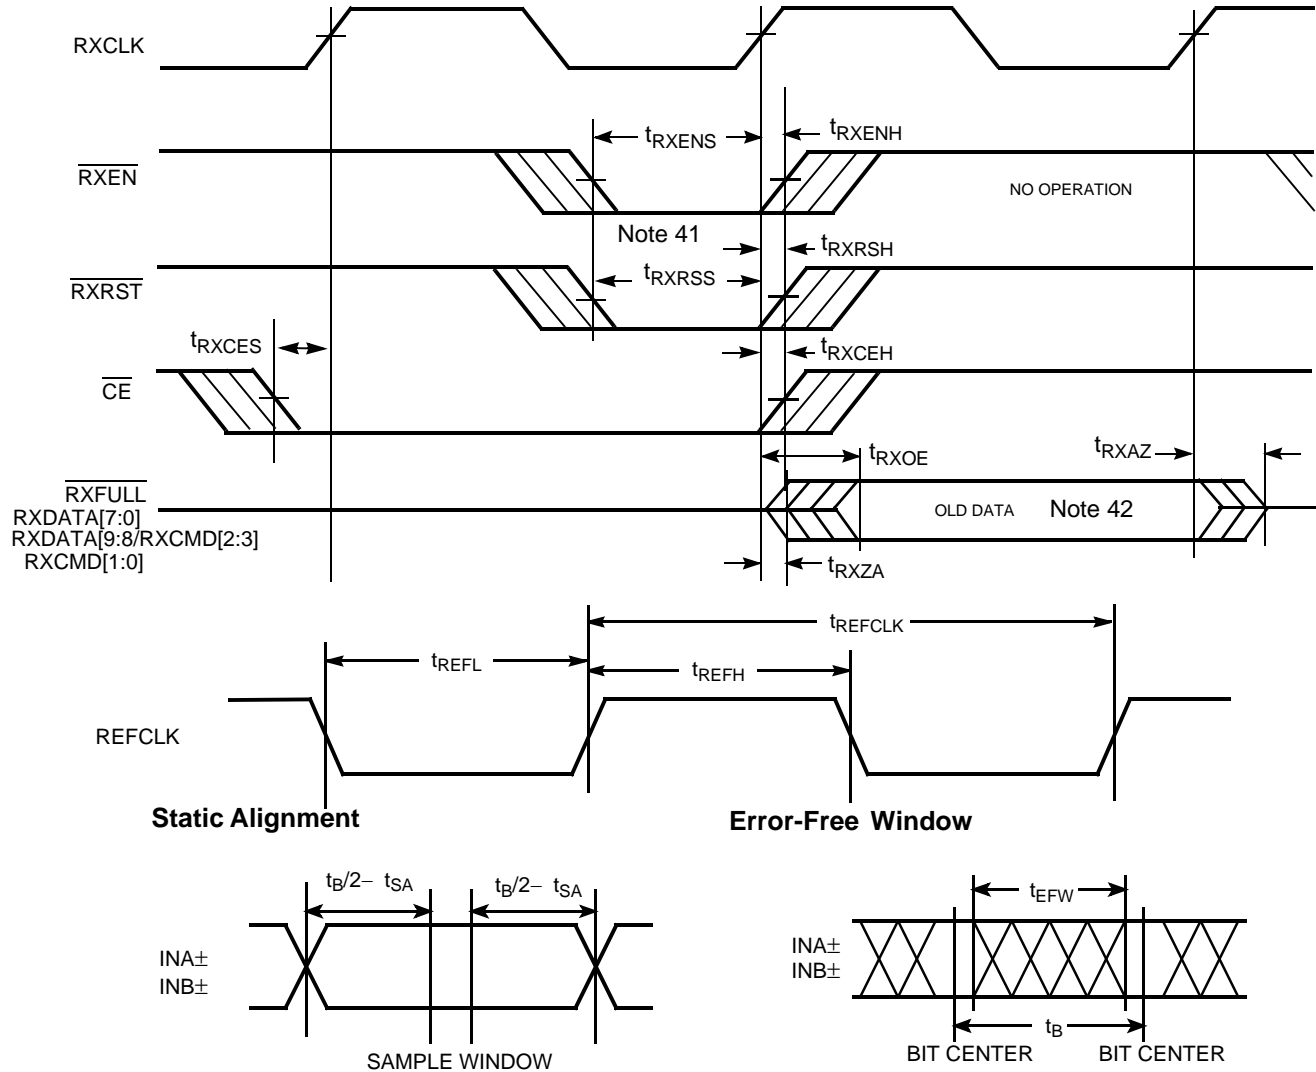 RXCLK
tRXENS
tRXENH
RXEN
NO OPERATION
Note 41
tRXRSH
RXRST
tRXRSS
tRXCES
tRXCEH
CE
tRXOE
tRXAZ
RXFULL
RXDATA[7:0]
RXDATA[9:8/RXCMD[2:3]
RXCMD[1:0]
OLD DATA Note 42
tRXZA
tREFCLK
tREFL
tREFH
REFCLK
Static Alignment
Error-Free Window
tB/2– tSA
tB/2– tSA
tEFW
INA±
INB±
INA±
INB±
tB
SAMPLE WINDOW
BIT CENTER
BIT CENTER